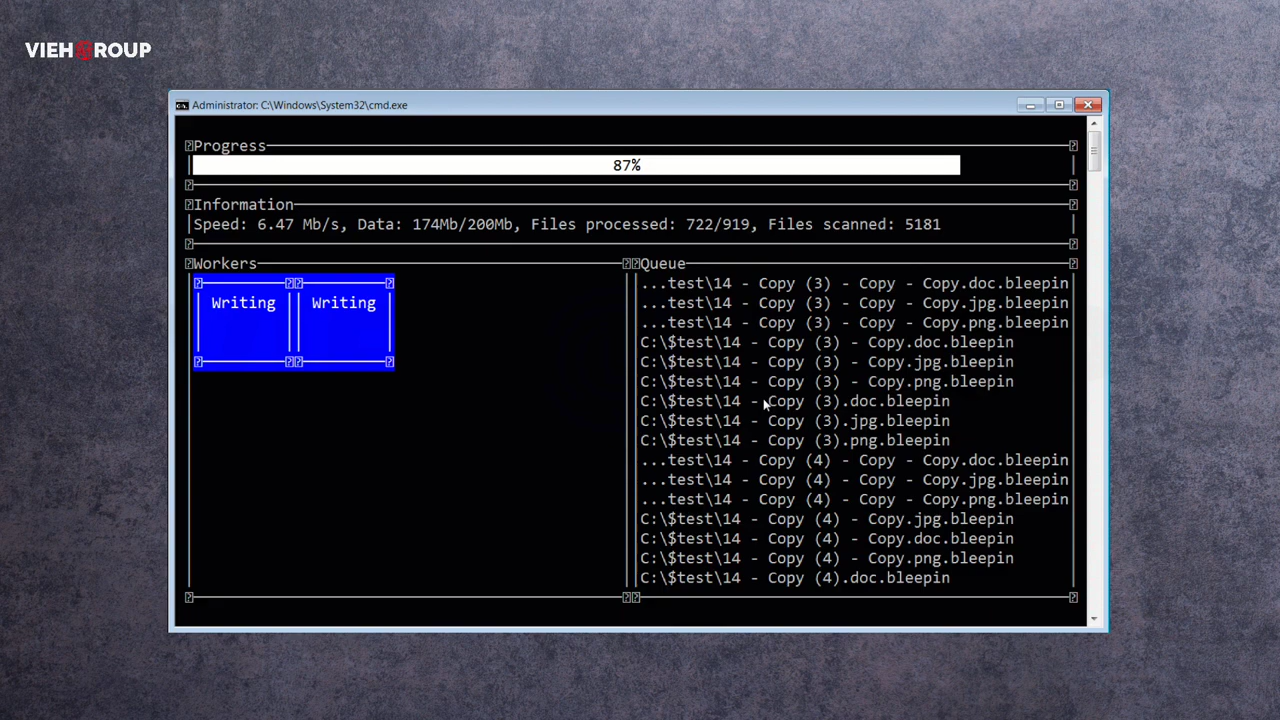 VIEHGROUP
Administrator: C:\Windows\System32\cmd.exe
Progress
87%
Information
Speed: 6.47 Mb/s, Data: 174Mb/200Mb, Files processed: 722/919, Files scanned: 5181
Workers
Writing
Writing
Queue
...test\14 - Copy (3) - Copy - Copy.doc.bleepin
...test\14 - Copy (3) - Copy - Copy.jpg.bleepin
...test\14 - Copy (3) - Copy - Copy.png.bleepin
C:\$test\14 - Copy (3) - Copy.doc.bleepin
C:\$test\14 - Copy (3) - Copy.jpg.bleepin
C:\$test\14 - Copy (3) - Copy.png.bleepin
C:\$test\14 - Copy (3).doc.bleepin
C:\$test\14 - Copy (3).jpg.bleepin
C:\$test\14 - Copy (3).png.bleepin
...test\14 - Copy (4) - Copy - Copy.doc.bleepin
...test\14 - Copy (4) - Copy - Copy.jpg.bleepin
...test\14 - Copy (4) - Copy - Copy.png.bleepin
C:\$test\14 - Copy (4) - Copy.jpg.bleepin
C:\$test\14 - Copy (4) - Copy.doc.bleepin
C:\$test\14 - Copy (4) - Copy.png.bleepin
C:\$test\14 - Copy (4).doc.bleepin